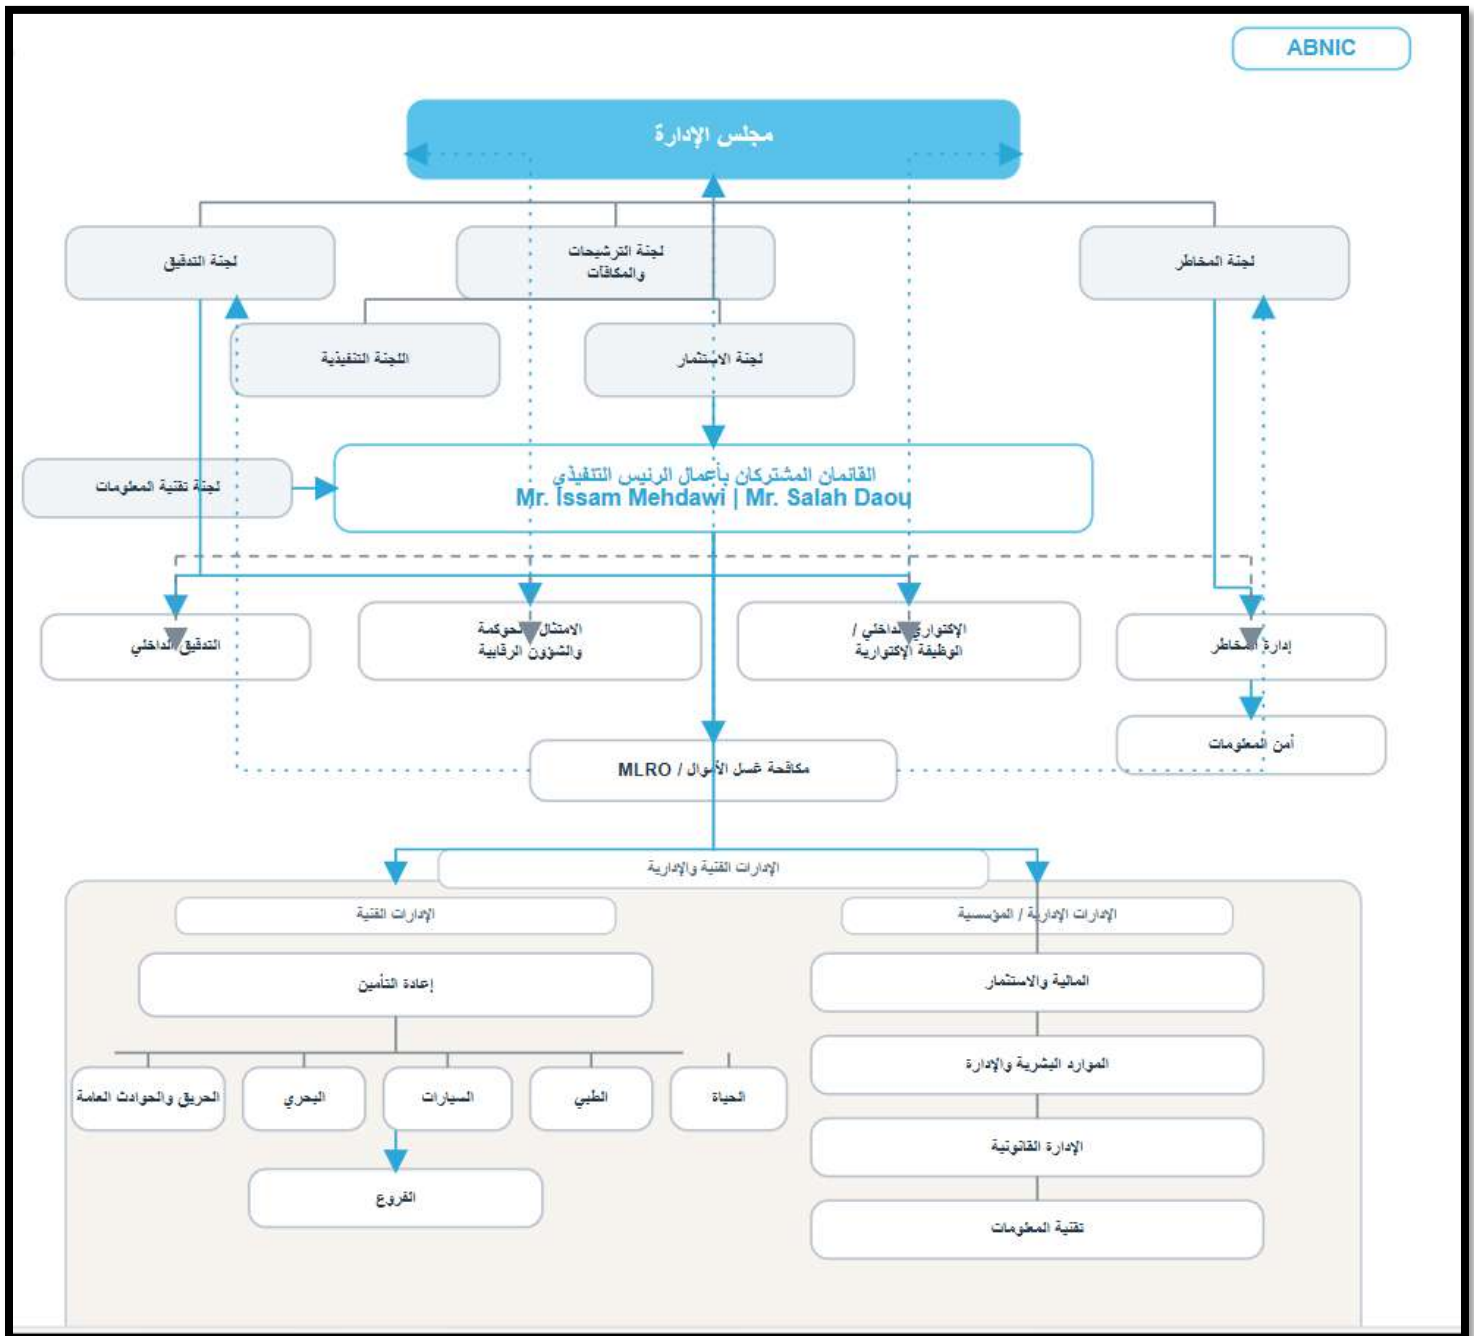 ABNIC
مجلس الإدارة
لجنة المخاطر
لجنة الترشيحات
والمكافآت
لجنة التدقيق
لجنة الاستثمار
اللجنة التنفيذية
القائمان المشتركان بأعمال الرئيس التنفيذي
Mr. Issam Mehdawi | Mr. Salah Daou
لجنة تقنية المعلومات
إدارة المخاطر
الإكتواري الداخلي /
الوظيفة الإكتوارية
الامتثال والحوكمة
والشؤون الرقابية
التدقيق الداخلي
أمن المعلومات
مكافحة غسل الأموال / MLRO
الإدارات الفنية والإدارية
الإدارات الإدارية / المؤسسية
الإدارات الفنية
المالية والاستثمار
إعادة التأمين
الموارد البشرية والإدارة
الحياة
الطبي
السيارات
البحري
الحريق والحوادث العامة
الإدارة القانونية
الفروع
تقنية المعلومات